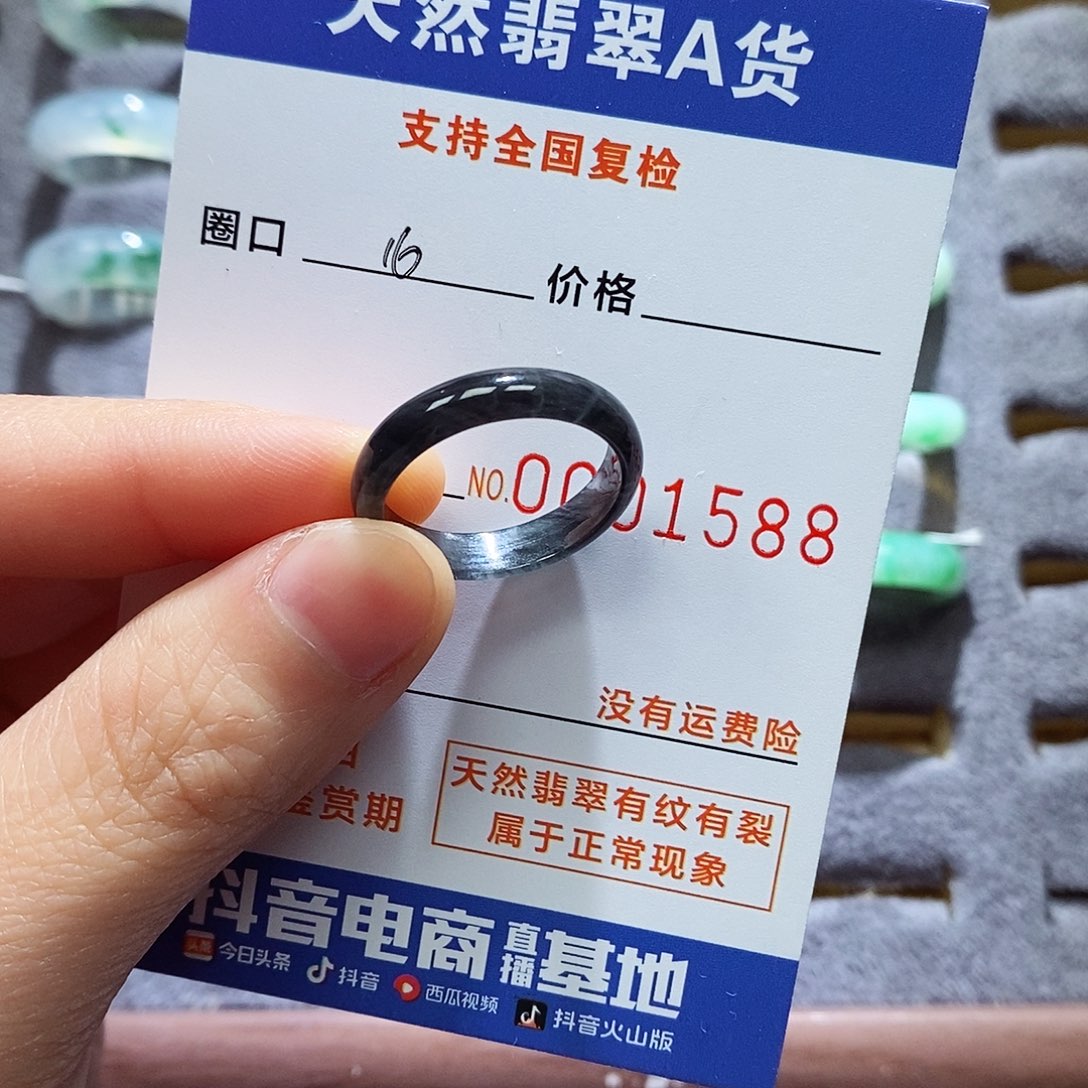 天然翡翠A货
支持全国复检
圈口 16 价格
NO.0001588
没有运费险
鉴赏期
天然翡翠有纹有裂
属于正常现象
抖音电商直播基地
头条 今日头条 抖音 西瓜视频 抖音火山版